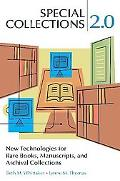 SPECIAL
COLLECTIONS
2.0
New Technologies for
Rare Books, Manuscripts, and
Archival Collections
Beth M. Whittaker · Lynne M. Thomas